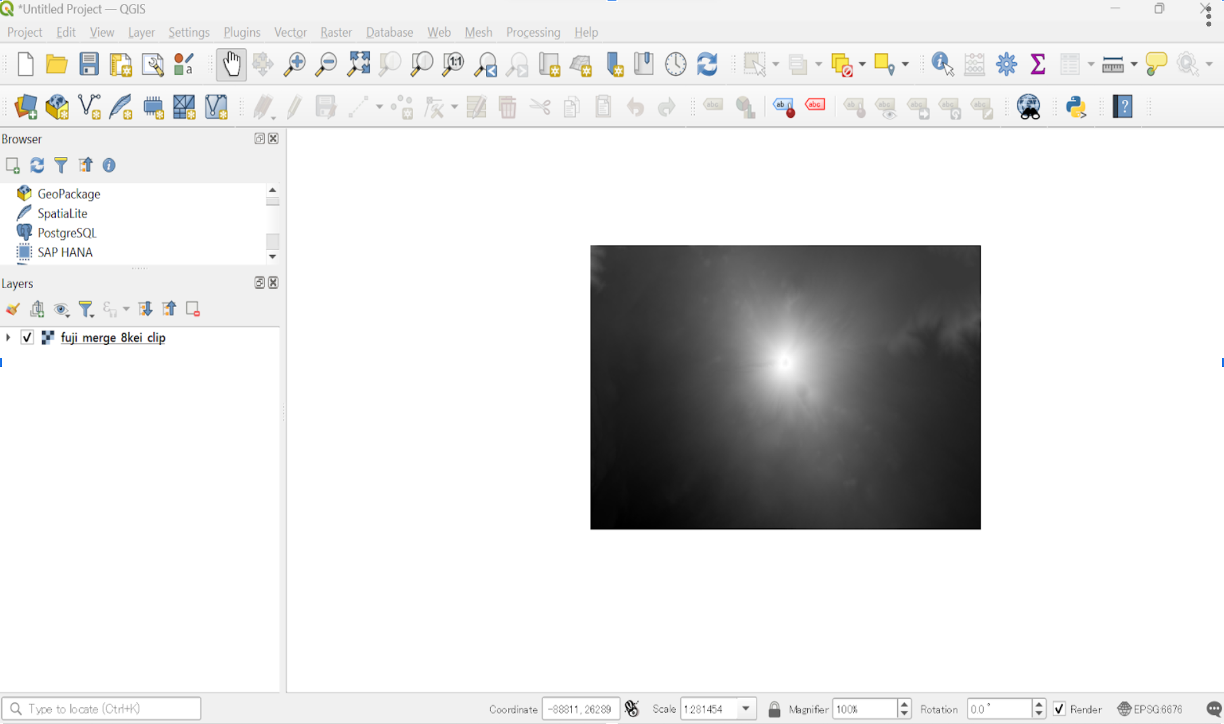 *Untitled Project — QGIS
Project Edit View Layer Settings Plugins Vector Raster Database Web Mesh Processing Help
Browser
GeoPackage
SpatiaLite
PostgreSQL
SAP HANA
Layers
fuji merge 8kei clip
Type to locate (Ctrl+K)
Coordinate -88811,26289 Scale 1:281454 Magnifier 100% Rotation 0.0 ° Render EPSG:6676